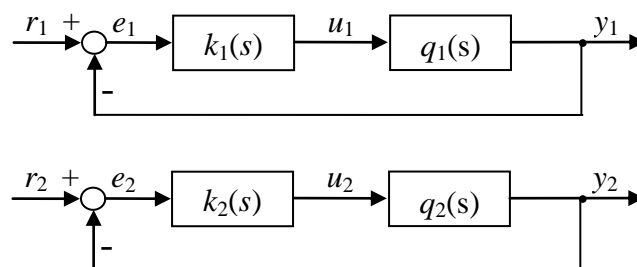 r1 + e1 k1(s) u1 q1(s) y1
-
r2 + e2 k2(s) u2 q2(s) y2
-